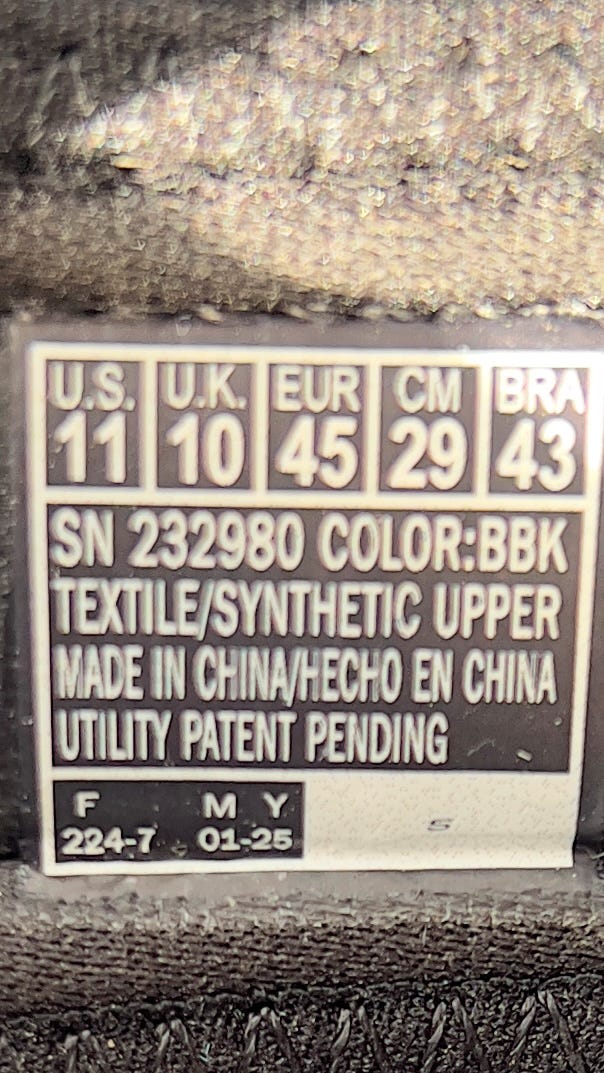 U.S. U.K. EUR CM BRA
11 10 45 29 43
SN 232980 COLOR:BBK
TEXTILE/SYNTHETIC UPPER
MADE IN CHINA/HECHO EN CHINA
UTILITY PATENT PENDING
F M Y
224-7 01-25
S